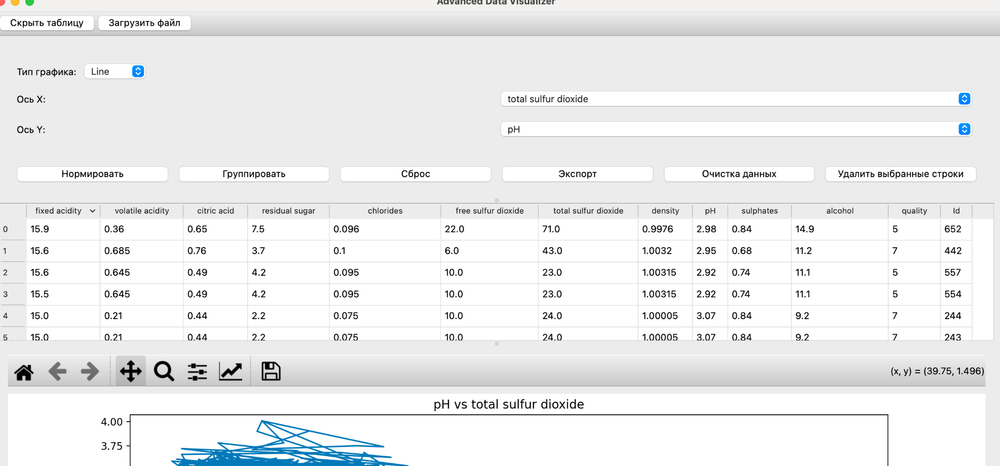 Advanced Data Visualizer
Скрыть таблицу Загрузить файл
Тип графика: Line
Ось X: total sulfur dioxide
Ось Y: pH
Нормировать Группировать Сброс Экспорт Очистка данных Удалить выбранные строки
fixed acidity volatile acidity citric acid residual sugar chlorides free sulfur dioxide total sulfur dioxide density pH sulphates alcohol quality Id
0 15.9 0.36 0.65 7.5 0.096 22.0 71.0 0.9976 2.98 0.84 14.9 5 652
1 15.6 0.685 0.76 3.7 0.1 6.0 43.0 1.0032 2.95 0.68 11.2 7 442
2 15.6 0.645 0.49 4.2 0.095 10.0 23.0 1.00315 2.92 0.74 11.1 5 557
3 15.5 0.645 0.49 4.2 0.095 10.0 23.0 1.00315 2.92 0.74 11.1 5 554
4 15.0 0.21 0.44 2.2 0.075 10.0 24.0 1.00005 3.07 0.84 9.2 7 244
5 15.0 0.21 0.44 2.2 0.075 10.0 24.0 1.00005 3.07 0.84 9.2 7 243
(x, y) = (39.75, 1.496)
pH vs total sulfur dioxide
4.00
3.75